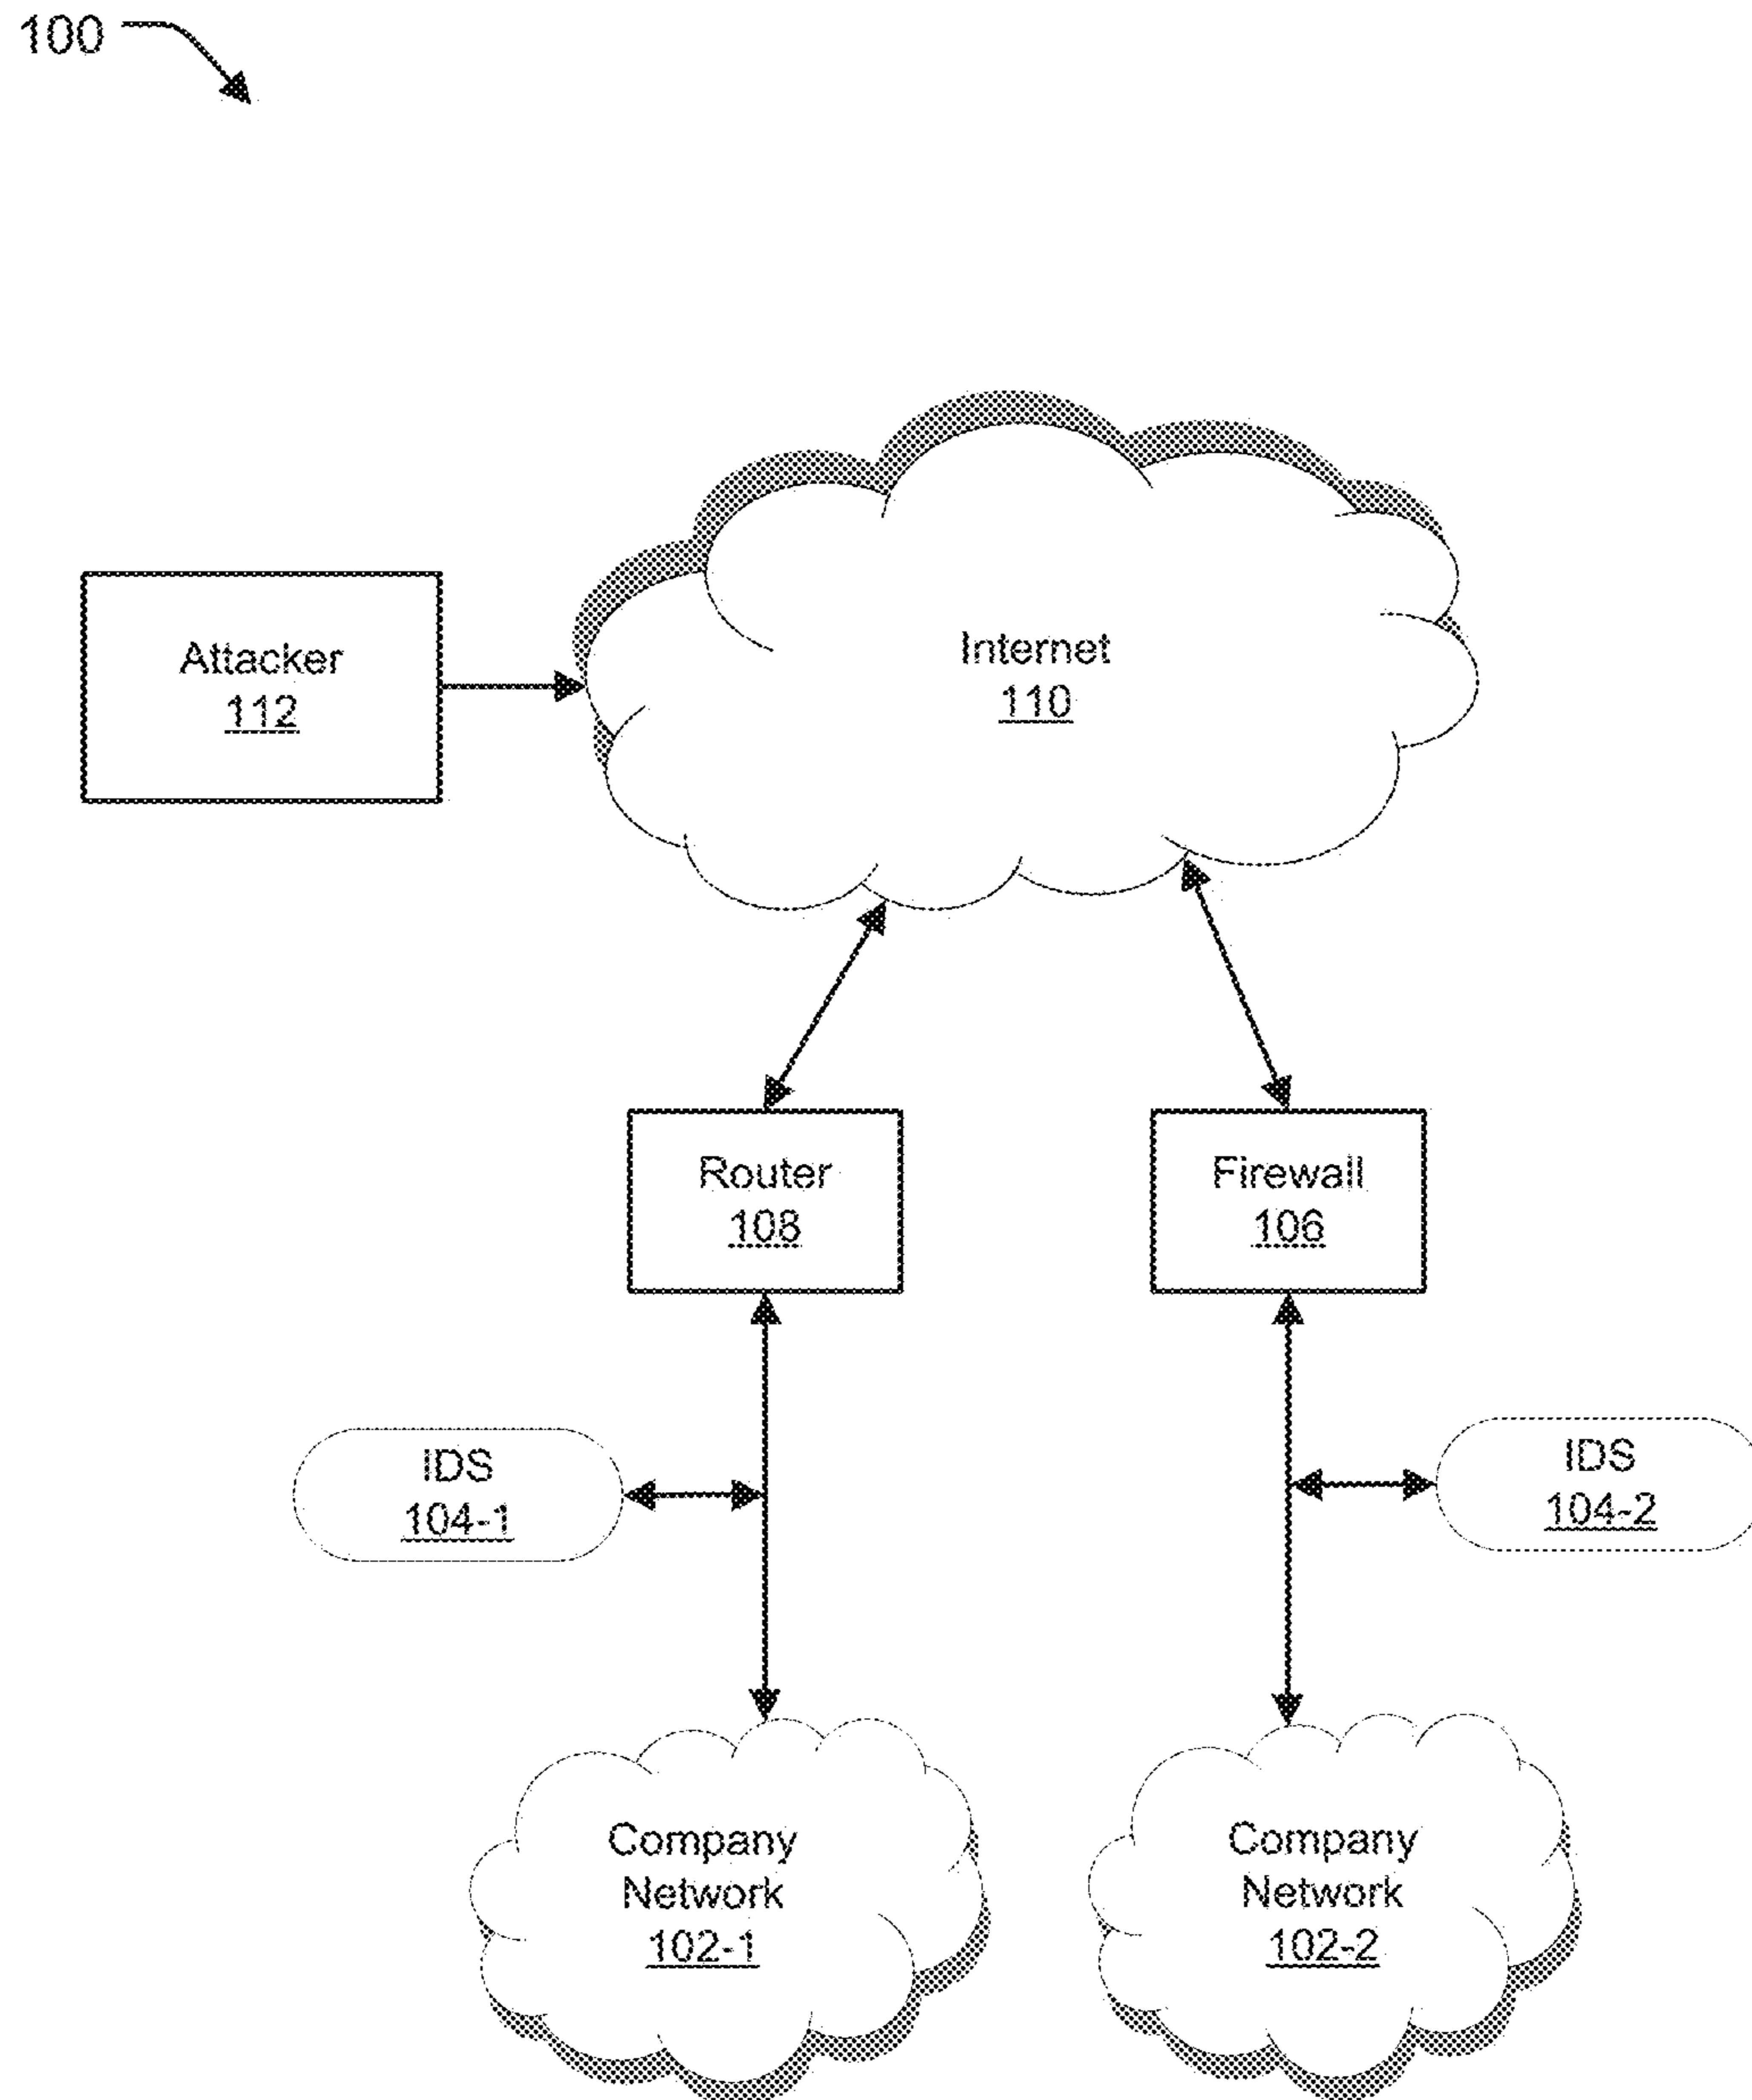 100
Attacker
112
Internet
110
Router
108
Firewall
106
IDS
104-1
IDS
104-2
Company
Network
102-1
Company
Network
102-2